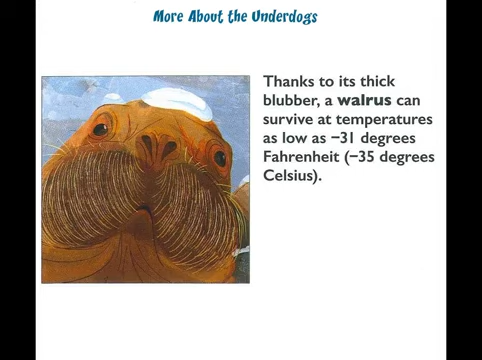 More About the Underdogs
Thanks to its thick
blubber, a walrus can
survive at temperatures
as low as −31 degrees
Fahrenheit (−35 degrees
Celsius).